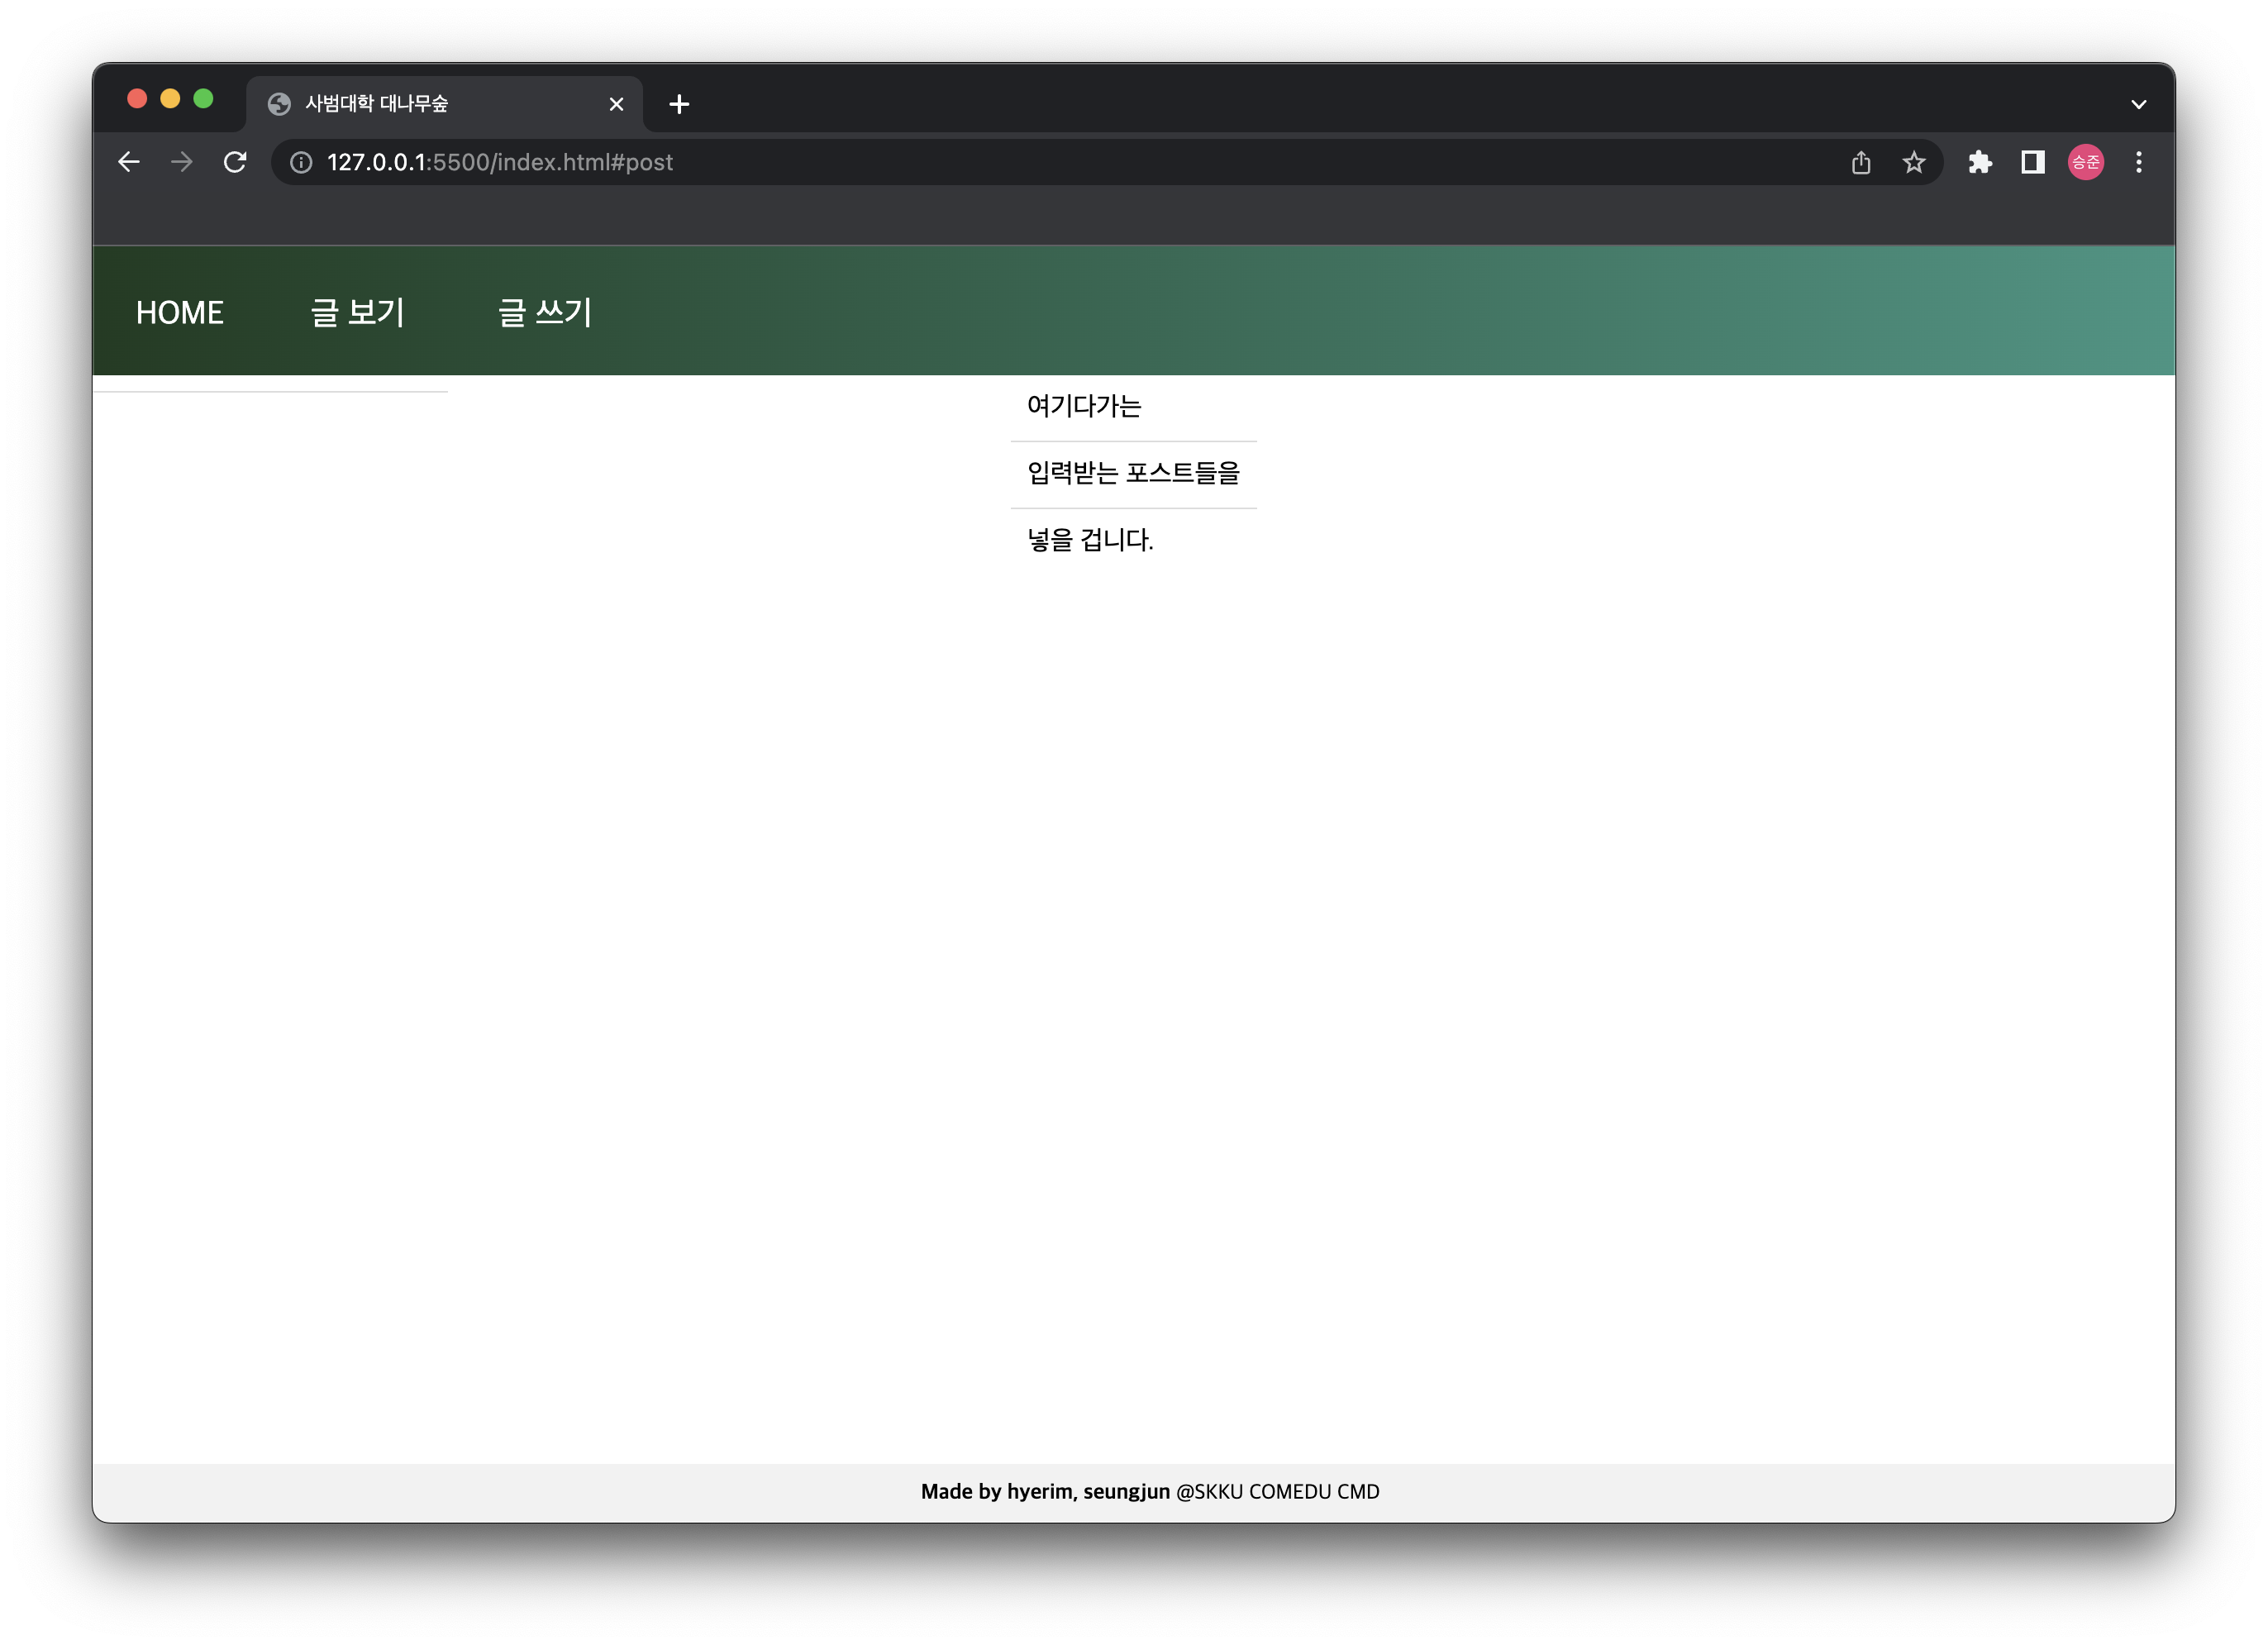 사범대학 대나무숲
127.0.0.1:5500/index.html#post
승준
HOME 글 보기 글 쓰기
여기다가는
입력받는 포스트들을
넣을 겁니다.
Made by hyerim, seungjun @SKKU COMEDU CMD